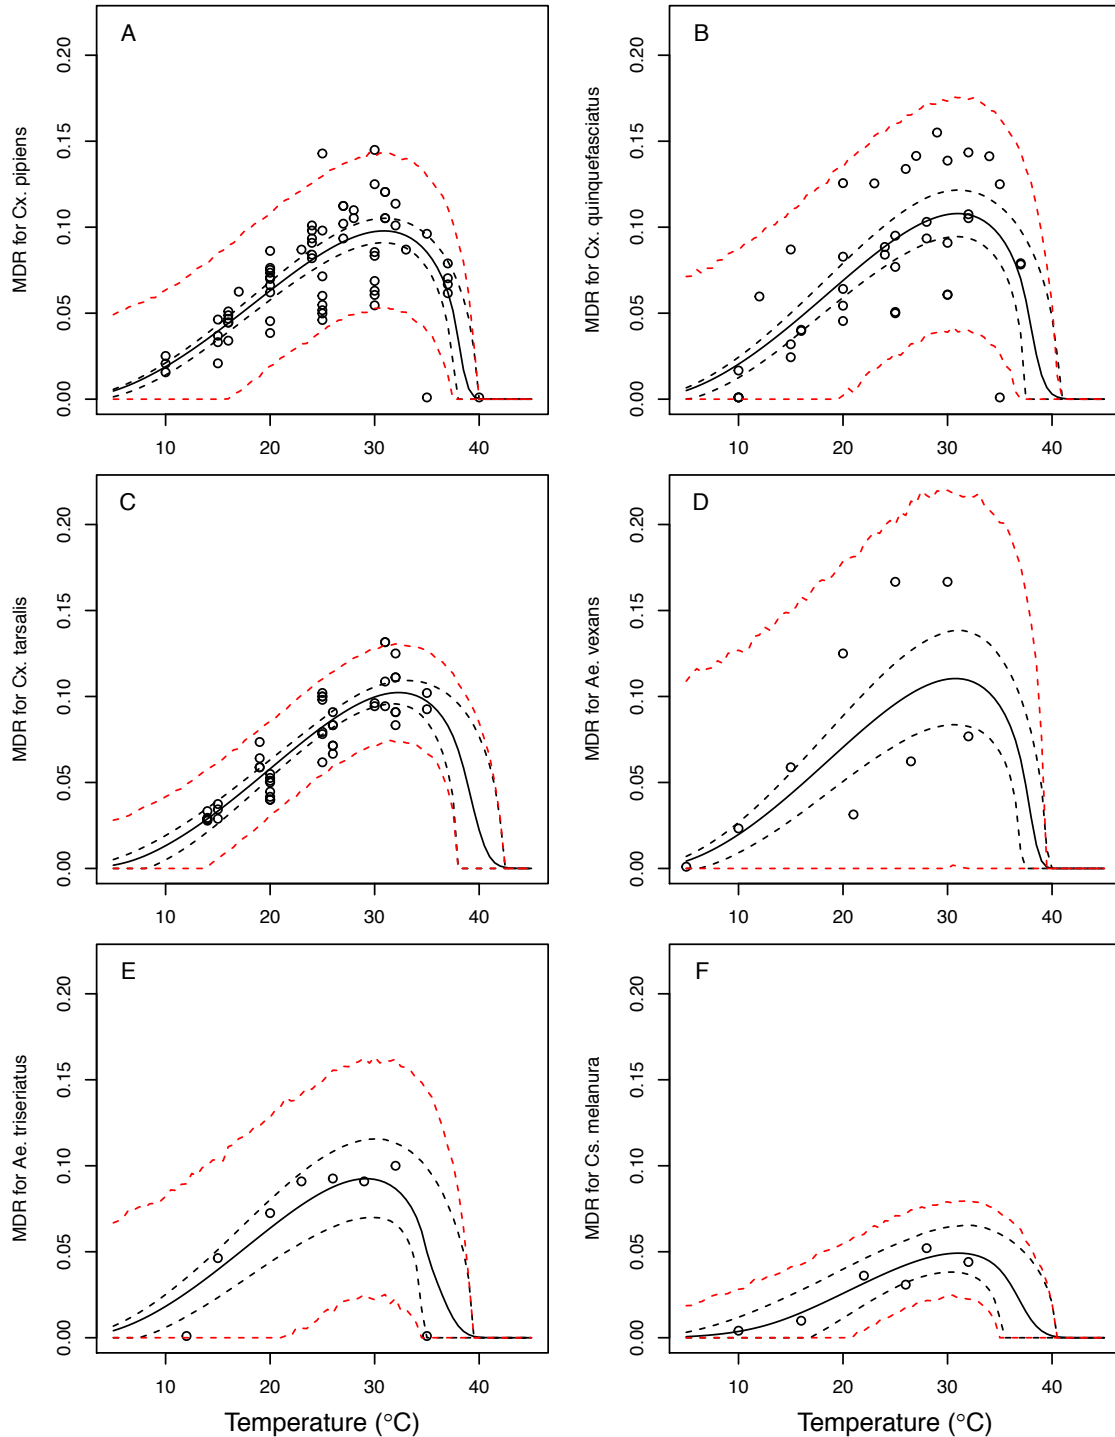 A
MDR for Cx. pipiens
0.00 0.05 0.10 0.15 0.20
10 20 30 40
B
MDR for Cx. quinquefasciatus
0.00 0.05 0.10 0.15 0.20
10 20 30 40
C
MDR for Cx. tarsalis
0.00 0.05 0.10 0.15 0.20
10 20 30 40
D
MDR for Ae. vexans
0.00 0.05 0.10 0.15 0.20
10 20 30 40
E
MDR for Ae. triseriatus
0.00 0.05 0.10 0.15 0.20
10 20 30 40
Temperature (°C)
F
MDR for Cs. melanura
0.00 0.05 0.10 0.15 0.20
10 20 30 40
Temperature (°C)